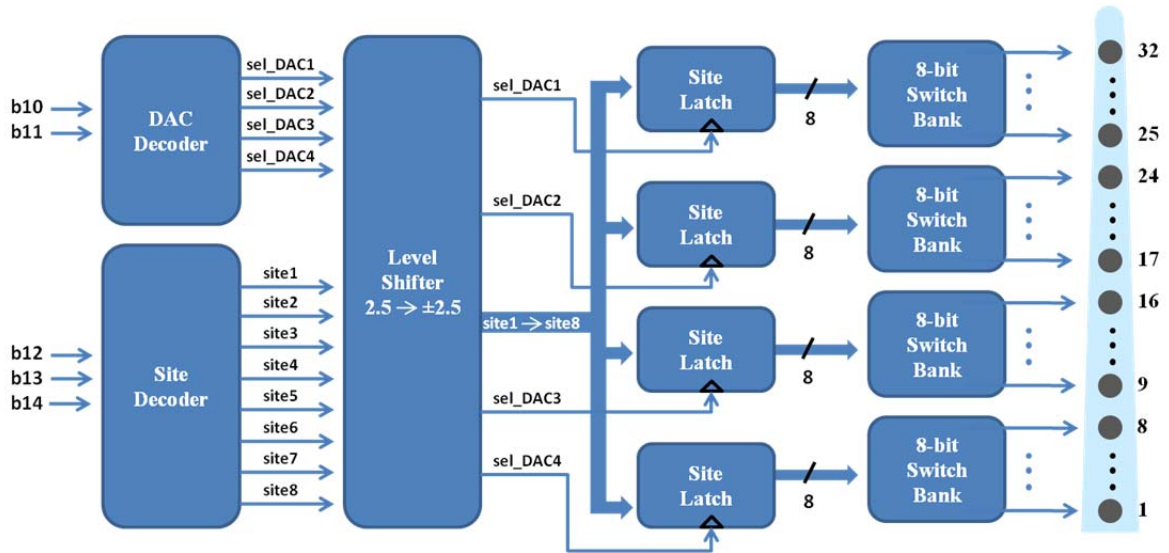 b10
b11
DAC
Decoder
sel_DAC1
sel_DAC2
sel_DAC3
sel_DAC4
b12
b13
b14
Site
Decoder
site1
site2
site3
site4
site5
site6
site7
site8
Level
Shifter
2.5 → ±2.5
sel_DAC1
sel_DAC2
site1 → site8
sel_DAC3
sel_DAC4
Site
Latch
8
8-bit
Switch
Bank
32
25
Site
Latch
8
8-bit
Switch
Bank
24
17
Site
Latch
8
8-bit
Switch
Bank
16
9
Site
Latch
8
8-bit
Switch
Bank
8
1